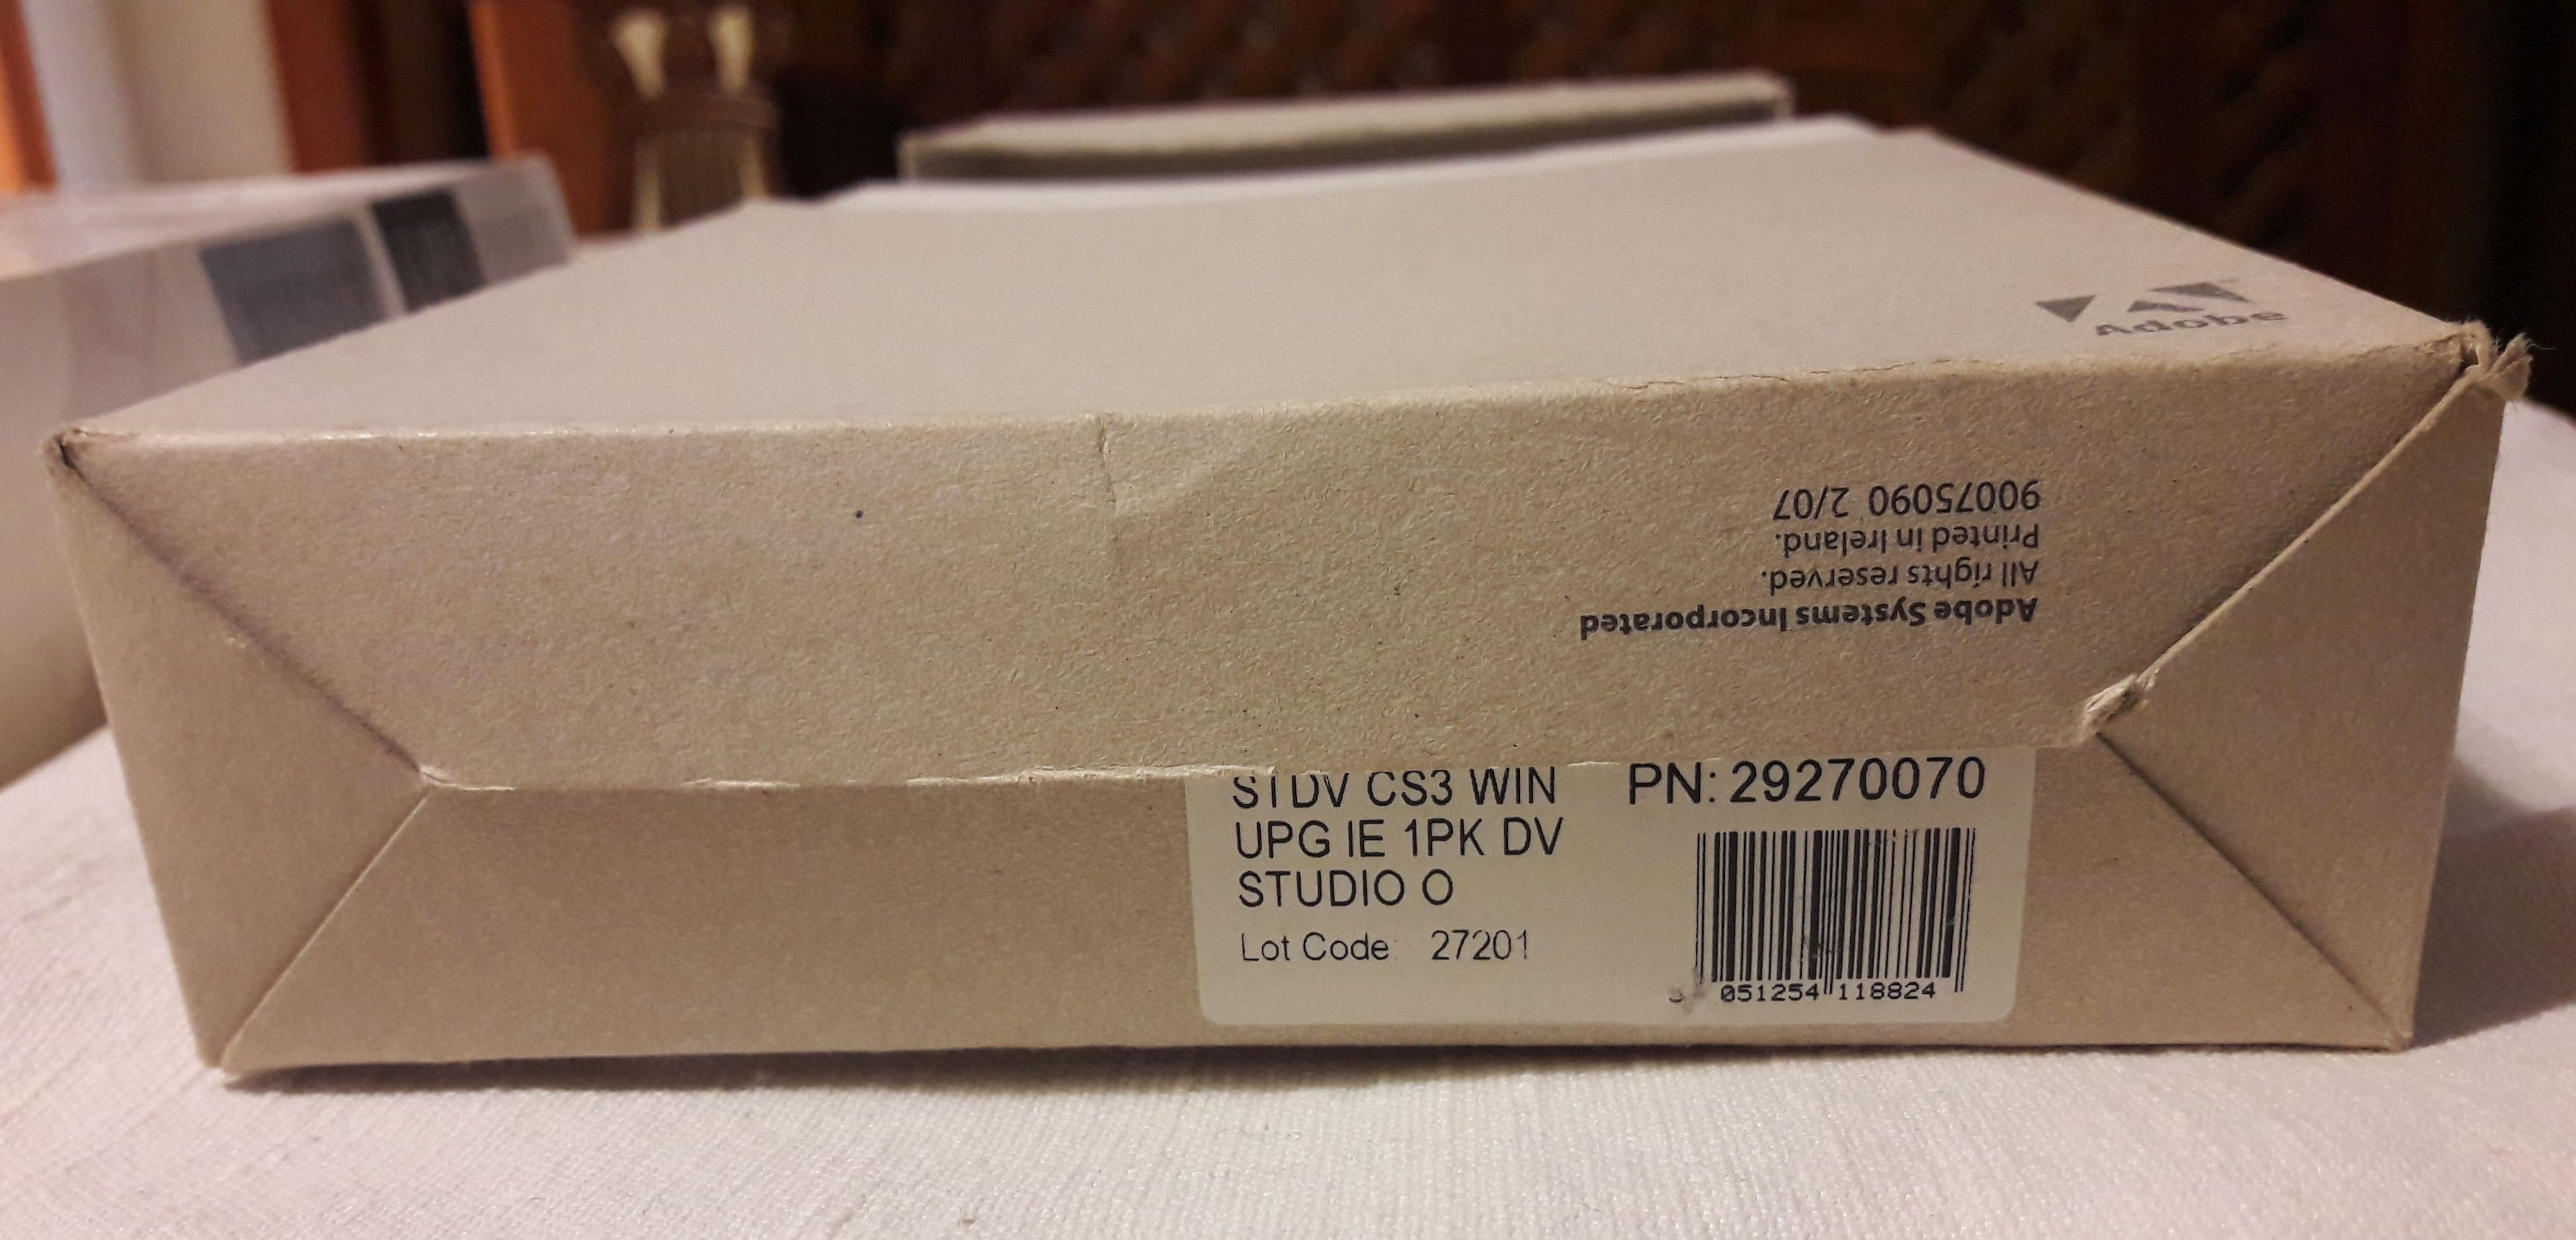 Adobe
Adobe Systems Incorporated
All rights reserved.
Printed in Ireland.
90075090 2/07
STDV CS3 WIN
UPG IE 1PK DV
STUDIO O
Lot Code: 27201
PN: 29270070
051254 118824